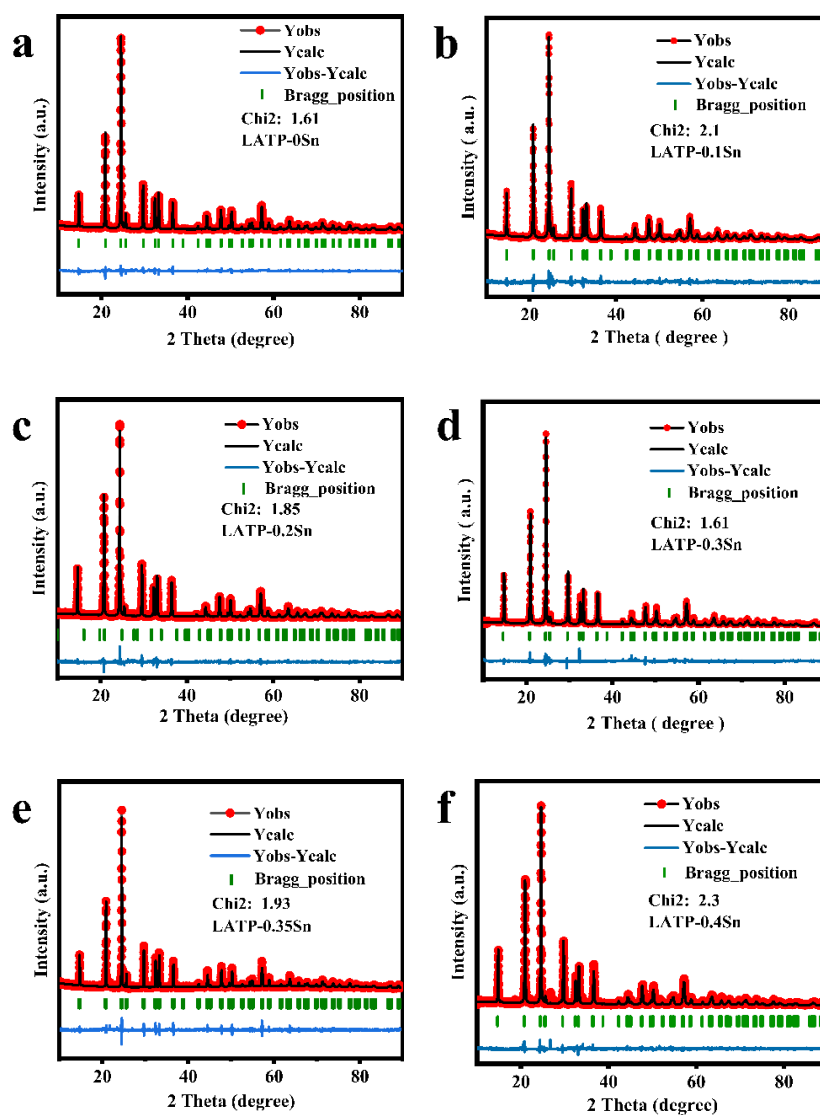 a
Yobs
Ycalc
Yobs-Ycalc
Bragg_position
Chi2: 1.61
LATP-0Sn
Intensity (a.u.)
20 40 60 80
2 Theta (degree)
b
Yobs
Ycalc
Yobs-Ycalc
Bragg_position
Chi2: 2.1
LATP-0.1Sn
Intensity ( a.u. )
20 40 60 80
2 Theta ( degree )
c
Yobs
Ycalc
Yobs-Ycalc
Bragg_position
Chi2: 1.85
LATP-0.2Sn
Intensity (a.u.)
20 40 60 80
2 Theta (degree)
d
Yobs
Ycalc
Yobs-Ycalc
Bragg_position
Chi2: 1.61
LATP-0.3Sn
Intensity ( a.u. )
20 40 60 80
2 Theta ( degree )
e
Yobs
Ycalc
Yobs-Ycalc
Bragg_position
Chi2: 1.93
LATP-0.35Sn
Intensity (a.u.)
20 40 60 80
2 Theta (degree)
f
Yobs
Ycalc
Yobs-Ycalc
Bragg_position
Chi2: 2.3
LATP-0.4Sn
Intensity (a.u.)
20 40 60 80
2 Theta (degree)